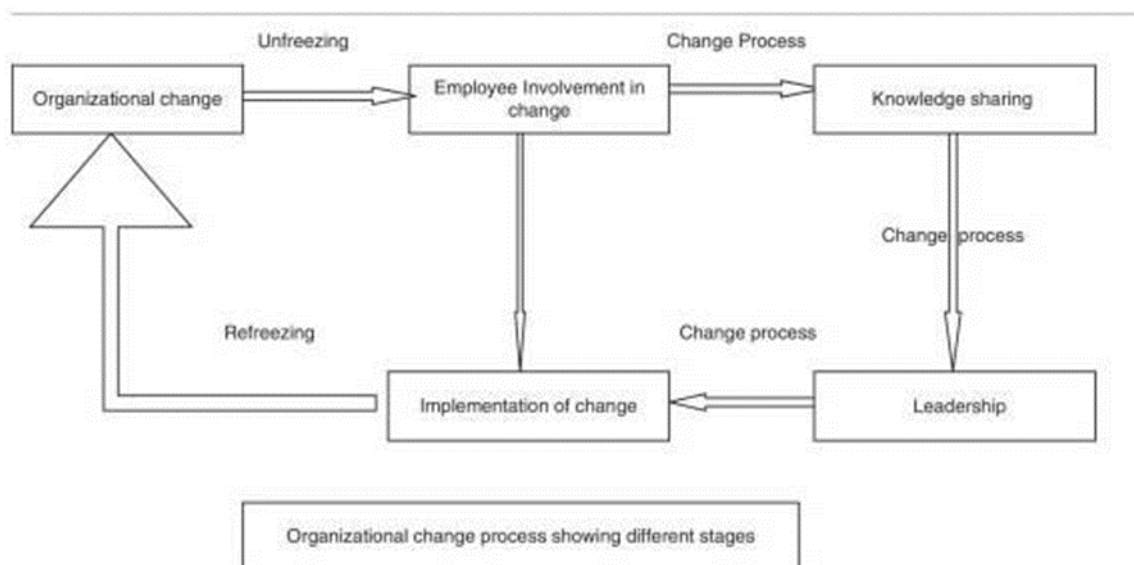 Unfreezing
Change Process
Organizational change
Employee Involvement in
change
Knowledge sharing
Change process
Refreezing
Change process
Implementation of change
Leadership
Organizational change process showing different stages